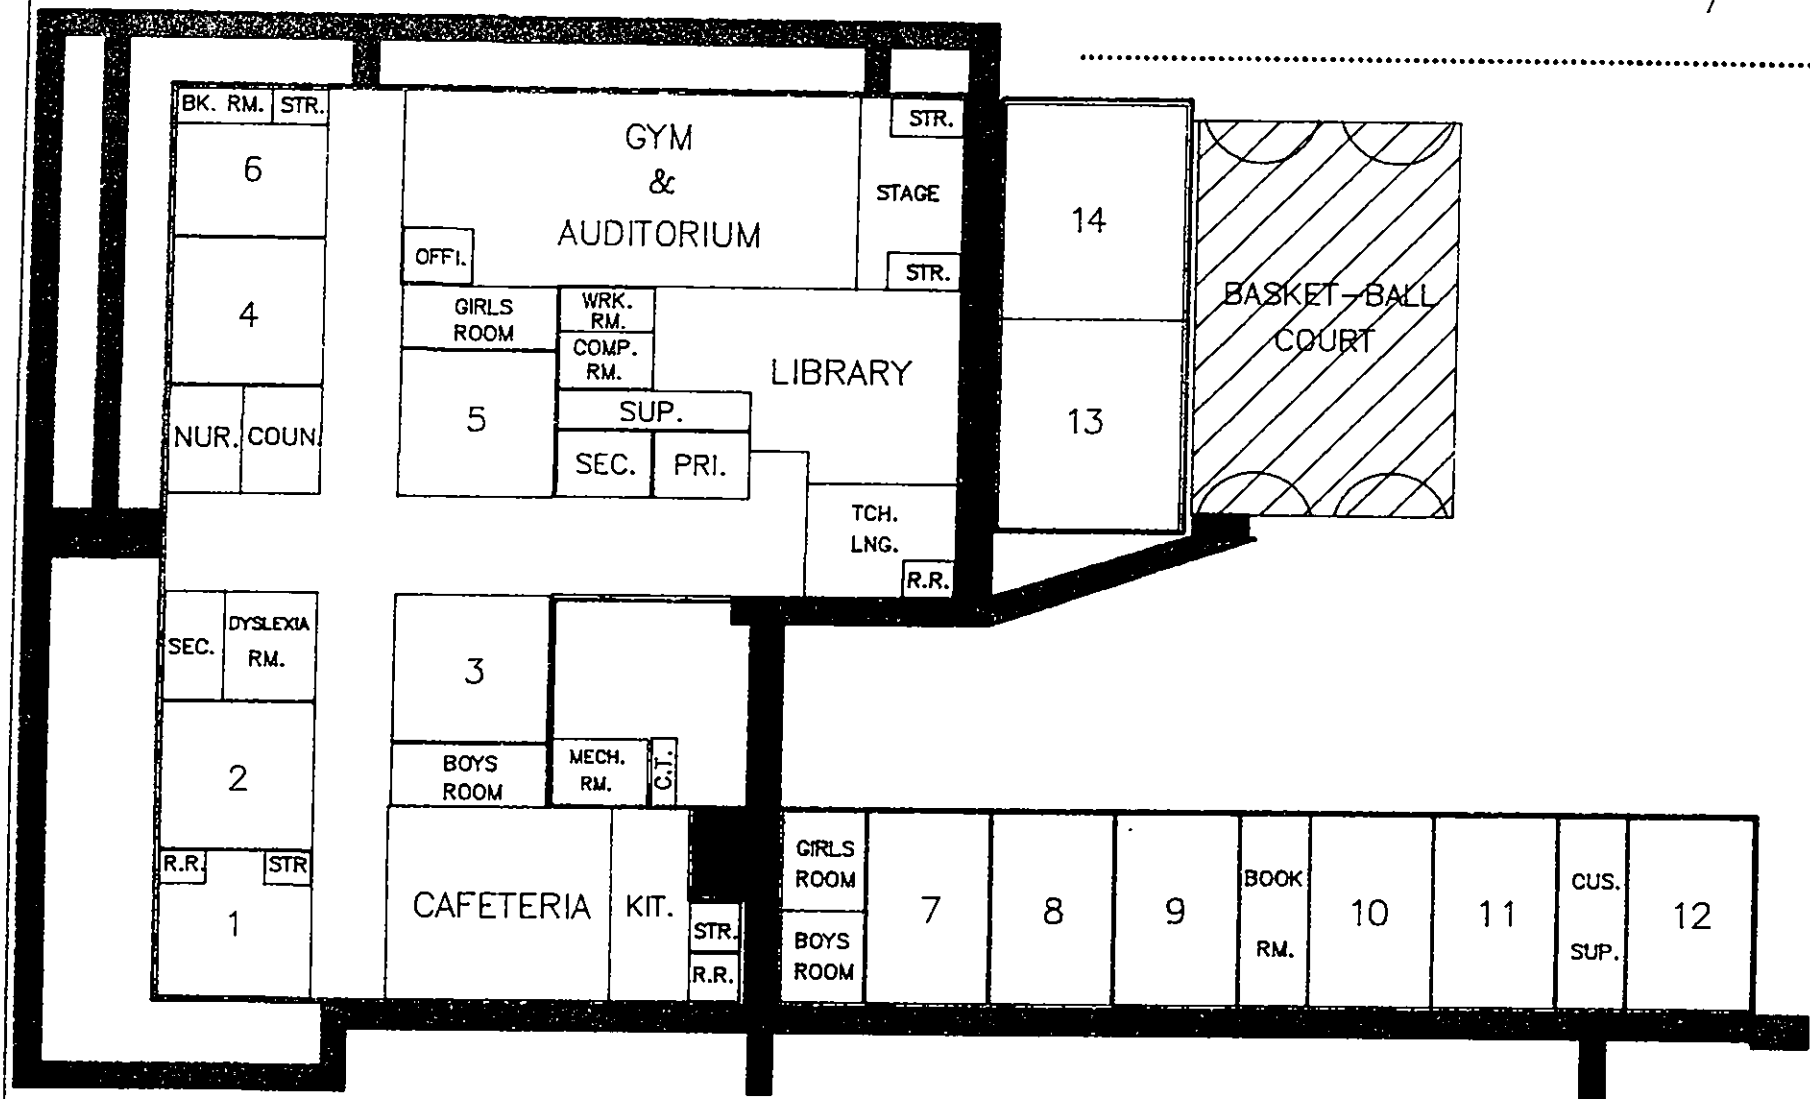 BK. RM.
STR.
6
4
NUR.
COUN.
GYM
&
AUDITORIUM
OFFI.
STR.
STAGE
STR.
GIRLS
ROOM
WRK.
RM.
COMP.
RM.
5
SUP.
SEC.
PRI.
LIBRARY
TCH.
LNG.
R.R.
14
13
BASKET-BALL
COURT
SEC.
DYSLEXIA
RM.
2
R.R.
STR
1
3
BOYS
ROOM
MECH.
RM.
C.T.
CAFETERIA
KIT.
STR.
R.R.
GIRLS
ROOM
BOYS
ROOM
7
8
9
BOOK
RM.
10
11
CUS.
SUP.
12